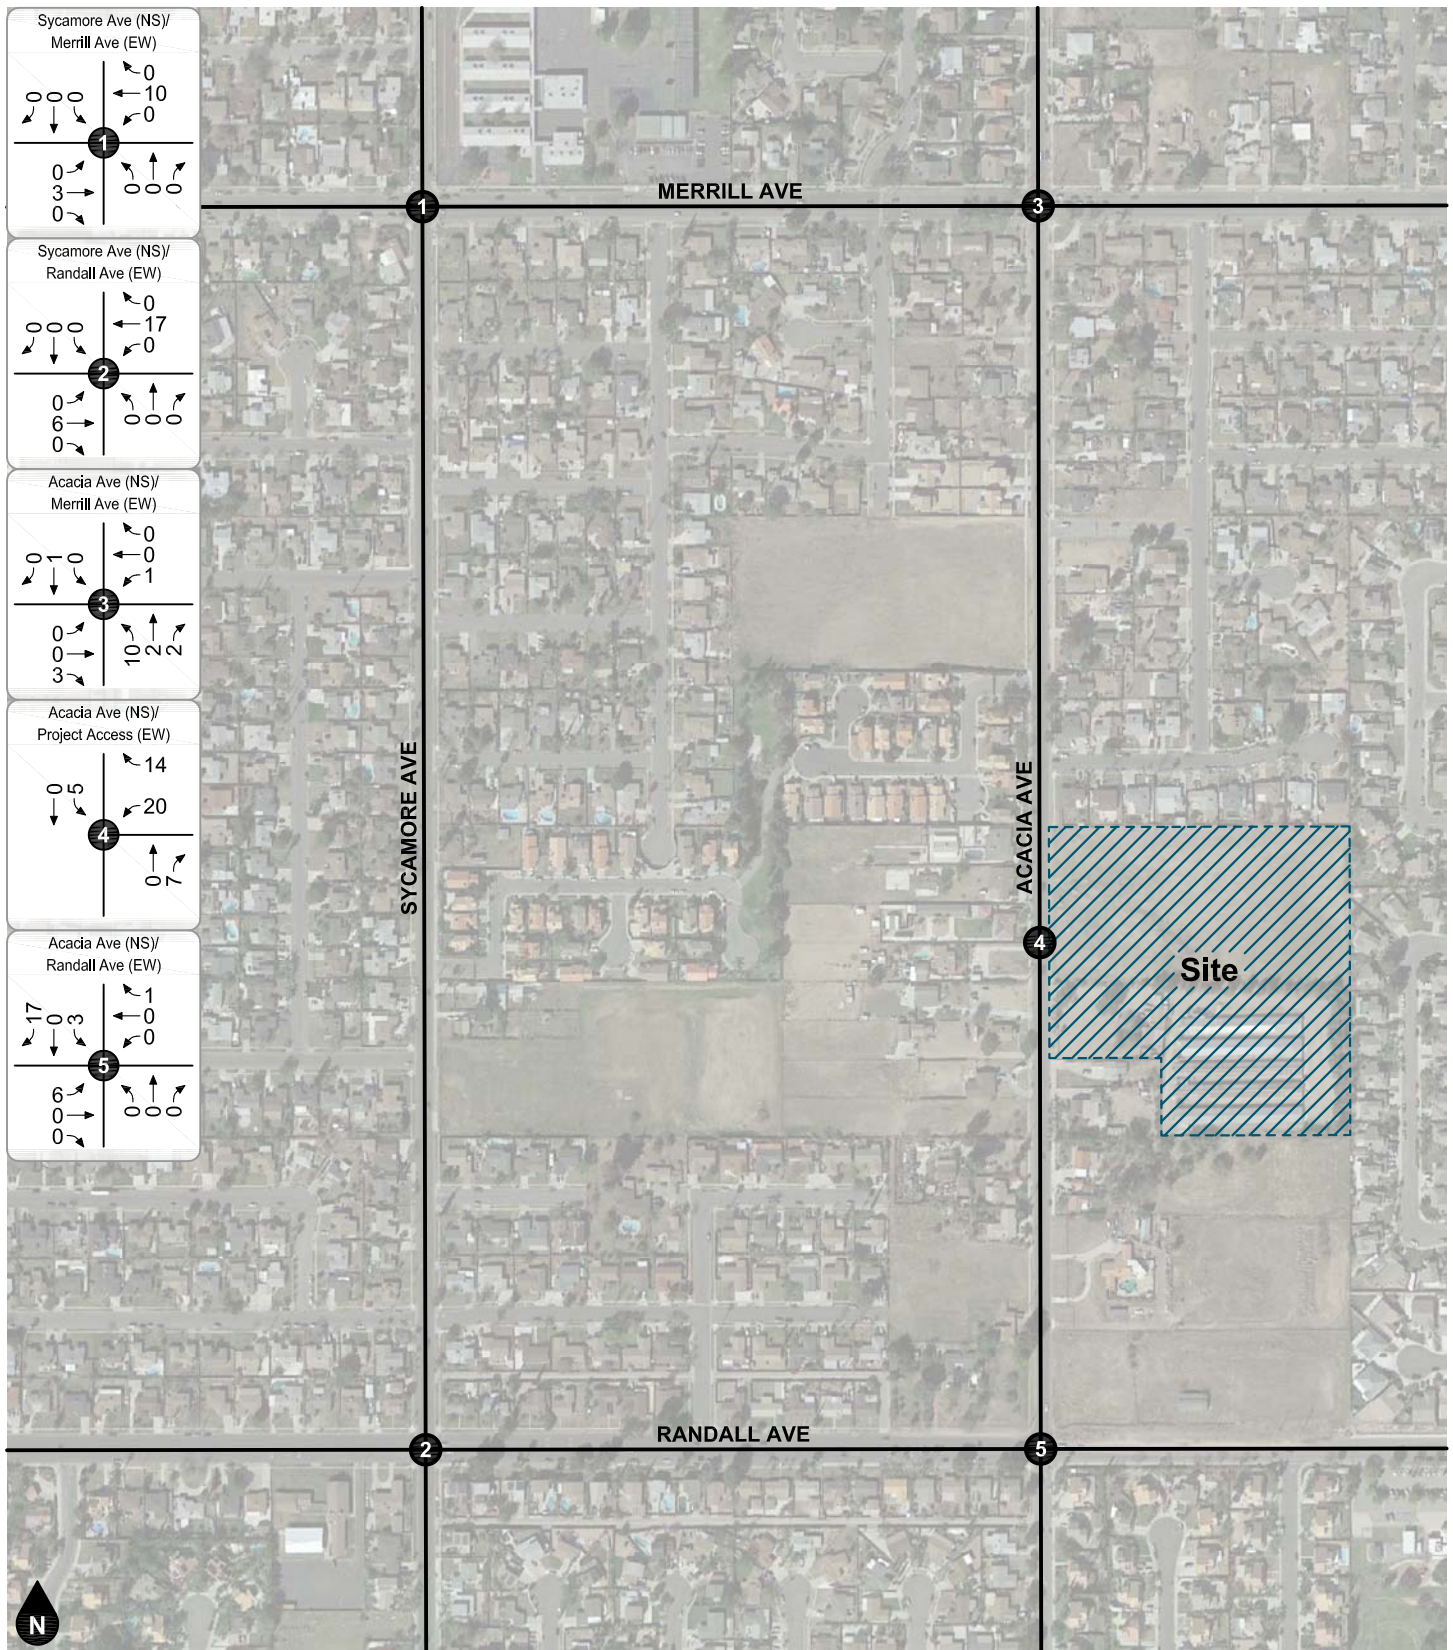 Sycamore Ave (NS)/
Merrill Ave (EW)
0
10
0
0 0 0
1
0
3
0
0 0 0
Sycamore Ave (NS)/
Randall Ave (EW)
0
17
0
0 0 0
2
0
6
0
0 0 0
Acacia Ave (NS)/
Merrill Ave (EW)
0
0
1
0 1 0
3
0
0
3
10 2 2
Acacia Ave (NS)/
Project Access (EW)
14
20
0 5
4
0 7
Acacia Ave (NS)/
Randall Ave (EW)
1
0
0
17 0 3
5
6
0
0
0 0 0
MERRILL AVE
1
3
SYCAMORE AVE
ACACIA AVE
4
Site
RANDALL AVE
2
5
N